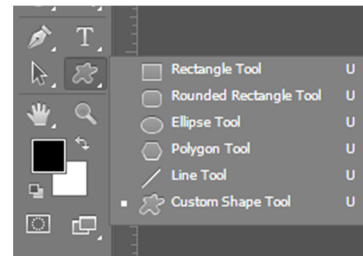 T
Rectangle Tool U
Rounded Rectangle Tool U
Ellipse Tool U
Polygon Tool U
Line Tool U
Custom Shape Tool U